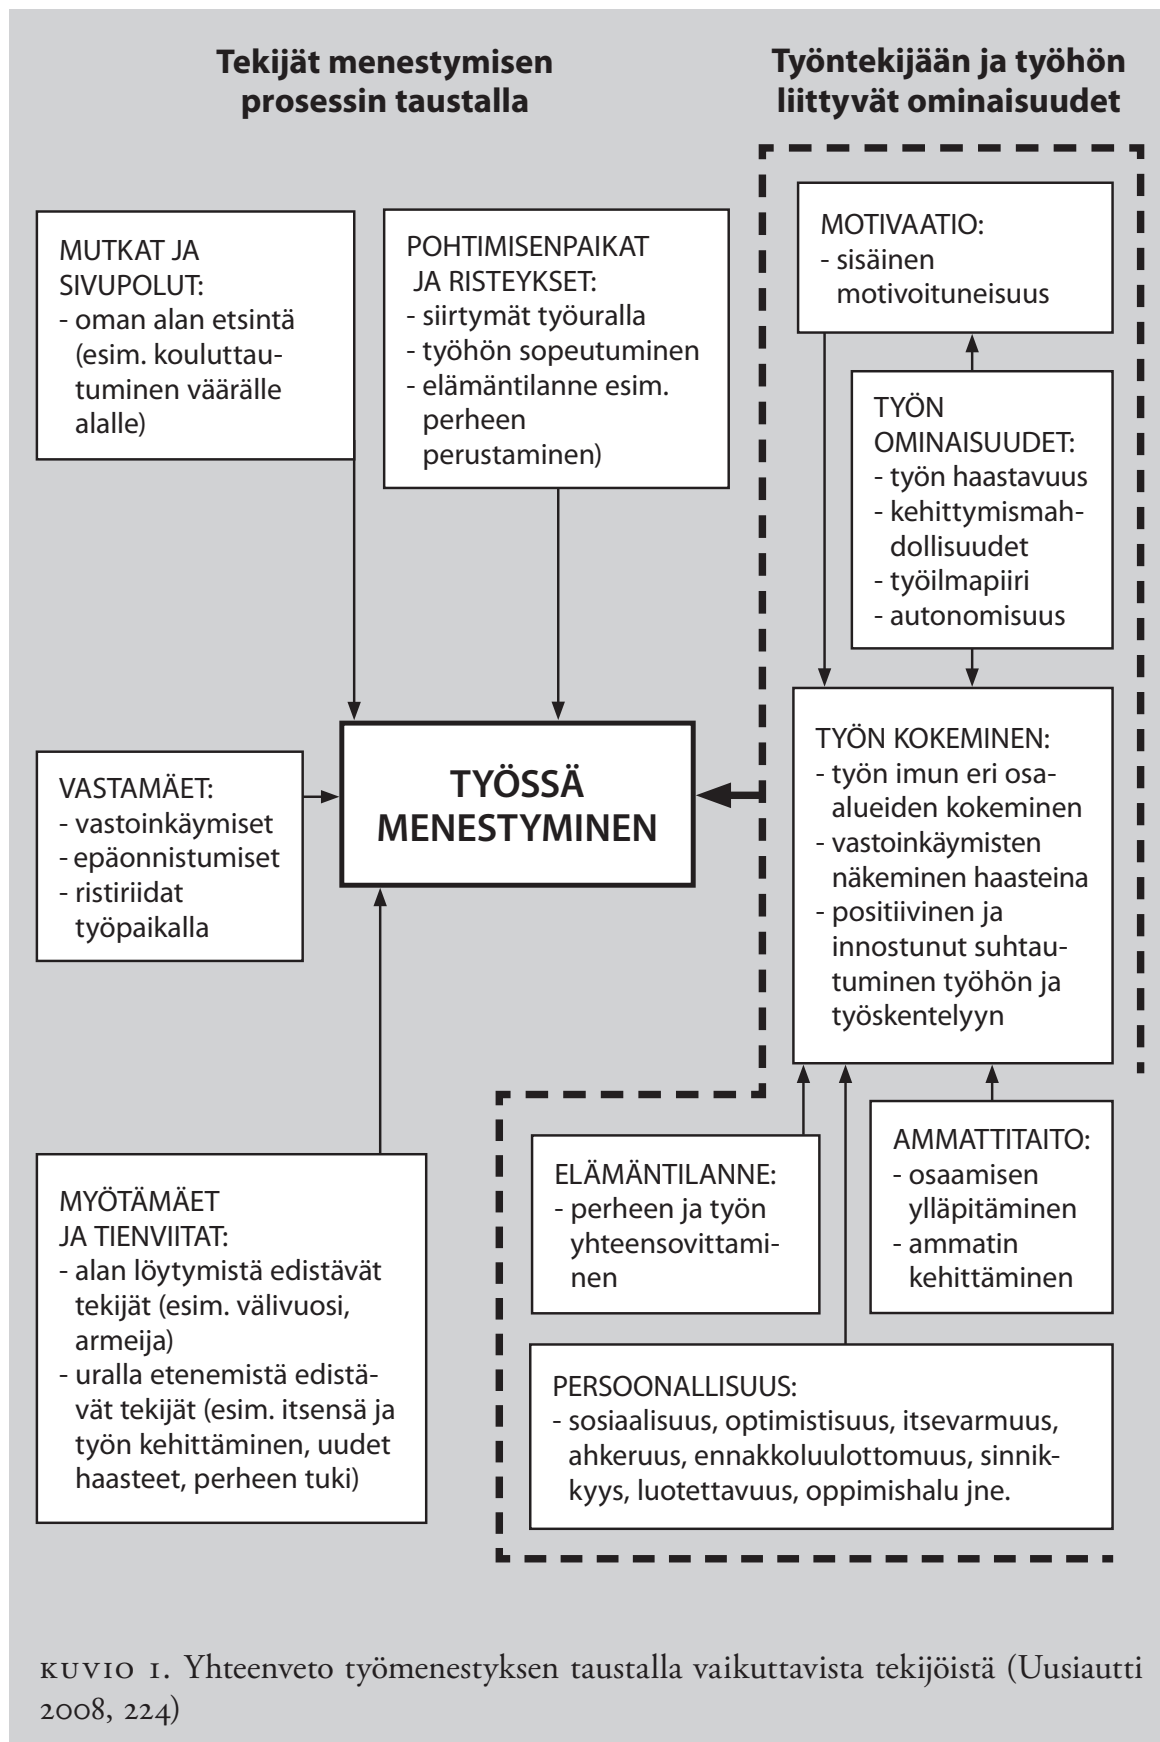 Tekijät menestymisen
prosessin taustalla
Työntekijään ja työhön
liittyvät ominaisuudet
MUTKAT JA
SIVUPOLUT:
- oman alan etsintä
(esim. kouluttau-
tuminen väärälle
alalle)
POHTIMISENPAIKAT
JA RISTEYKSET:
- siirtymät työuralla
- työhön sopeutuminen
- elämäntilanne esim.
perheen
perustaminen)
MOTIVAATIO:
- sisäinen
motivoituneisuus
TYÖN
OMINAISUUDET:
- työn haastavuus
- kehittymismah-
dollisuudet
- työilmapiiri
- autonomisuus
VASTAMÄET:
- vastoinkäymiset
- epäonnistumiset
- ristiriidat
työpaikalla
TYÖSSÄ
MENESTYMINEN
TYÖN KOKEMINEN:
- työn imun eri osa-
alueiden kokeminen
- vastoinkäymisten
näkeminen haasteina
- positiivinen ja
innostunut suhtau-
tuminen työhön ja
työskentelyyn
MYÖTÄMÄET
JA TIENVIITAT:
- alan löytymistä edistävät
tekijät (esim. välivuosi,
armeija)
- uralla etenemistä edistä-
vät tekijät (esim. itsensä ja
työn kehittäminen, uudet
haasteet, perheen tuki)
ELÄMÄNTILANNE:
- perheen ja työn
yhteensovittami-
nen
AMMATTITAITO:
- osaamisen
ylläpitäminen
- ammatin
kehittäminen
PERSOONALLISUUS:
- sosiaalisuus, optimistisuus, itsevarmuus,
ahkeruus, ennakkoluulottomuus, sinnik-
kyys, luotettavuus, oppimishalu jne.
KUVIO 1. Yhteenveto työmenestyksen taustalla vaikuttavista tekijöistä (Uusiautti
2008, 224)